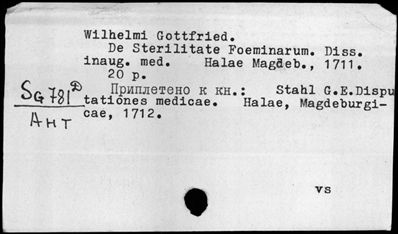 Wilhelmi Gottfried.
De Sterilitate Foeminarum. Diss.
inaug. med. Halae Magdeb., 1711.
20 p.
Приплетено к кн.: Stahl G.E.Dispu
tationes medicae. Halae, Magdeburgi-
cae, 1712.
SG781D
Ант
vs